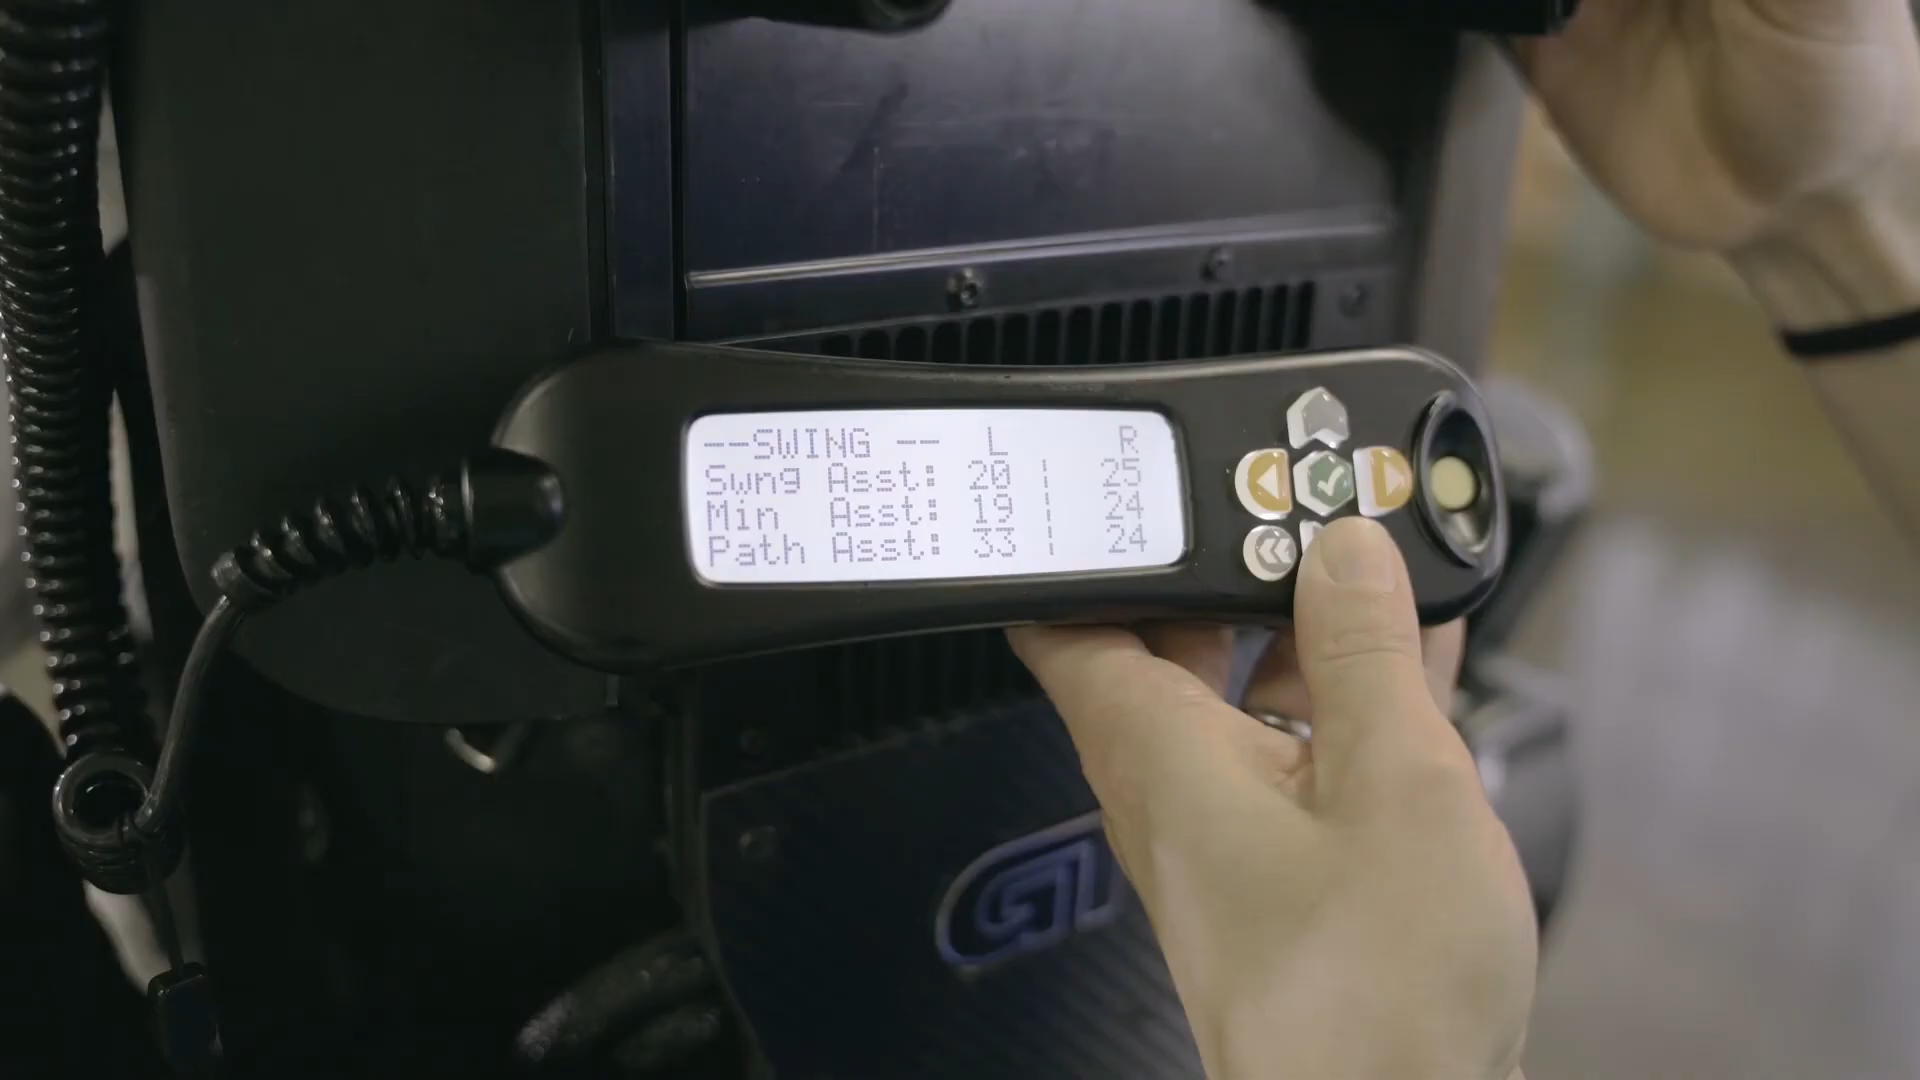 --SWING -- L R
Swng Asst: 20 | 25
Min Asst: 19 | 24
Path Asst: 33 | 24